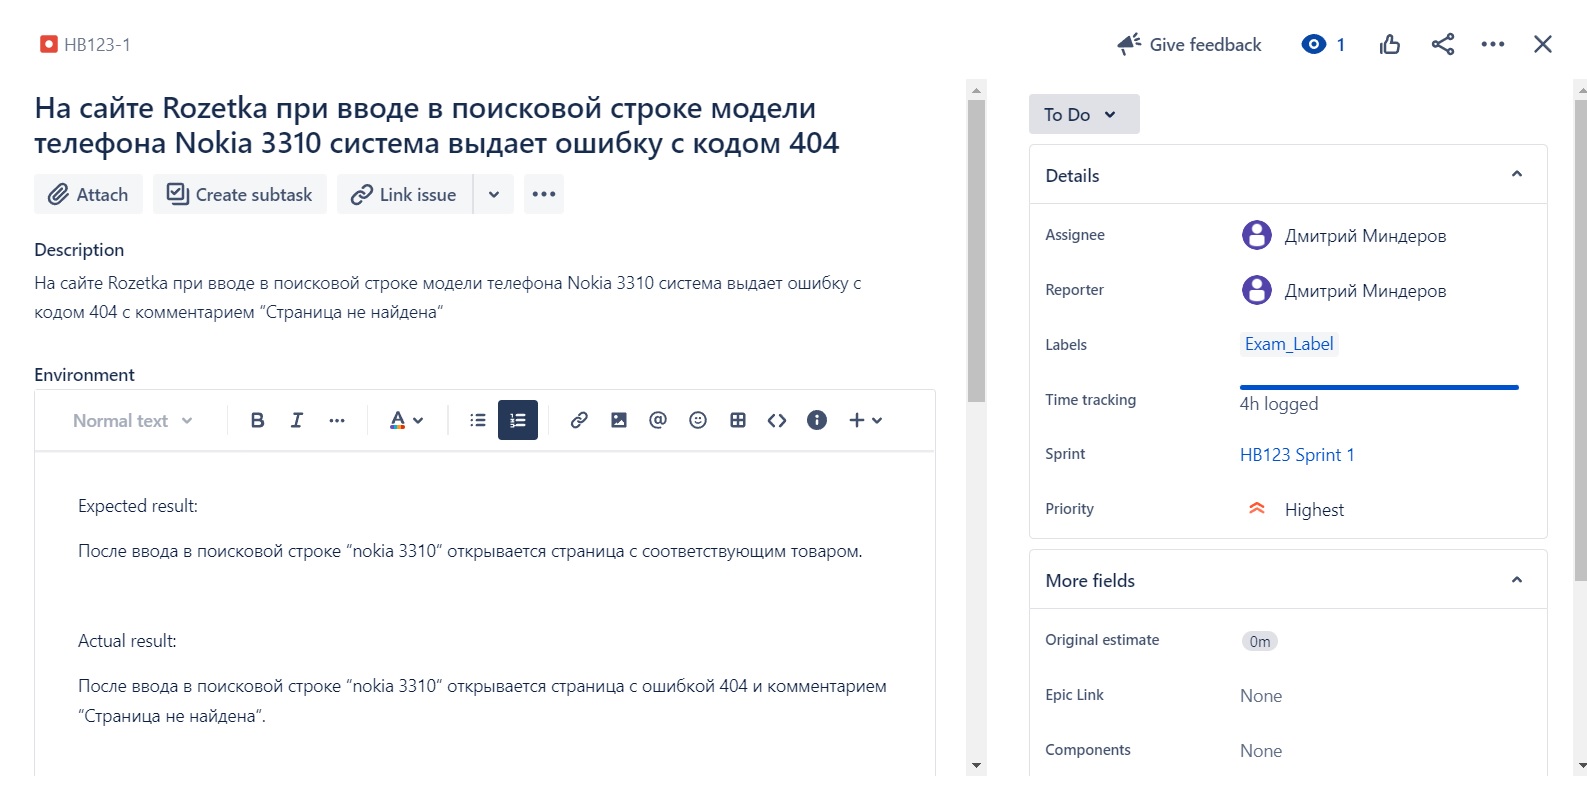 HB123-1
Give feedback
1
На сайте Rozetka при вводе в поисковой строке модели
телефона Nokia 3310 система выдает ошибку с кодом 404
Attach
Create subtask
Link issue
Description
На сайте Rozetka при вводе в поисковой строке модели телефона Nokia 3310 система выдает ошибку с
кодом 404 с комментарием “Страница не найдена“
Environment
Normal text
B I ... A @ <> i +
Expected result:
После ввода в поисковой строке “nokia 3310” открывается страница с соответствующим товаром.
Actual result:
После ввода в поисковой строке “nokia 3310“ открывается страница с ошибкой 404 и комментарием
“Страница не найдена“.
To Do
Details
Assignee Дмитрий Миндеров
Reporter Дмитрий Миндеров
Labels Exam_Label
Time tracking 4h logged
Sprint HB123 Sprint 1
Priority Highest
More fields
Original estimate 0m
Epic Link None
Components None